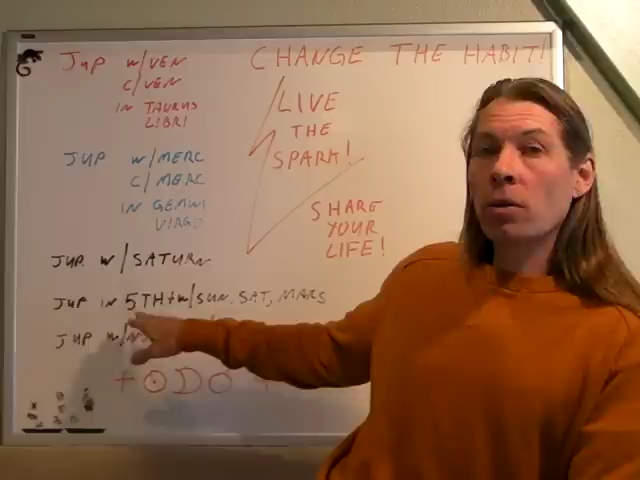 JUP W/VEN
C/VEN
IN TAURUS
LIBRI
CHANGE THE HABIT!
LIVE
THE
SPARK!
SHARE
YOUR
LIFE!
JUP W/MERC
C/MERC
IN GEMINI
VIRGO
JUP W/SATURN
JUP IN 5TH + W/SUN, SAT, MARS
JUP W/